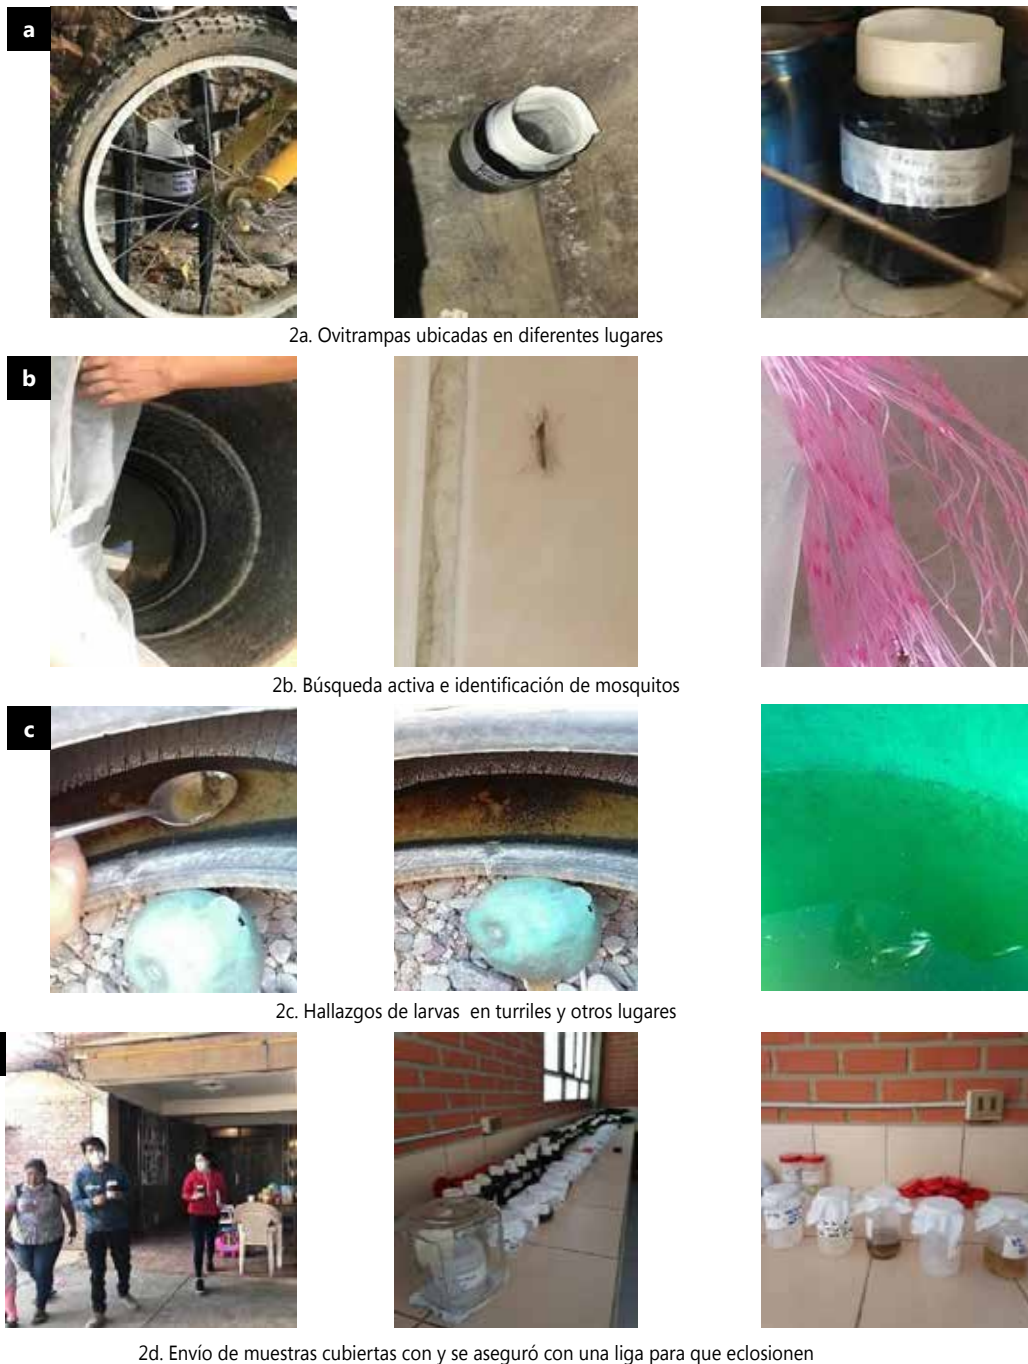 a
2a. Ovitrampas ubicadas en diferentes lugares
b
2b. Búsqueda activa e identificación de mosquitos
c
2c. Hallazgos de larvas en turriles y otros lugares
2d. Envío de muestras cubiertas con y se aseguró con una liga para que eclosionen